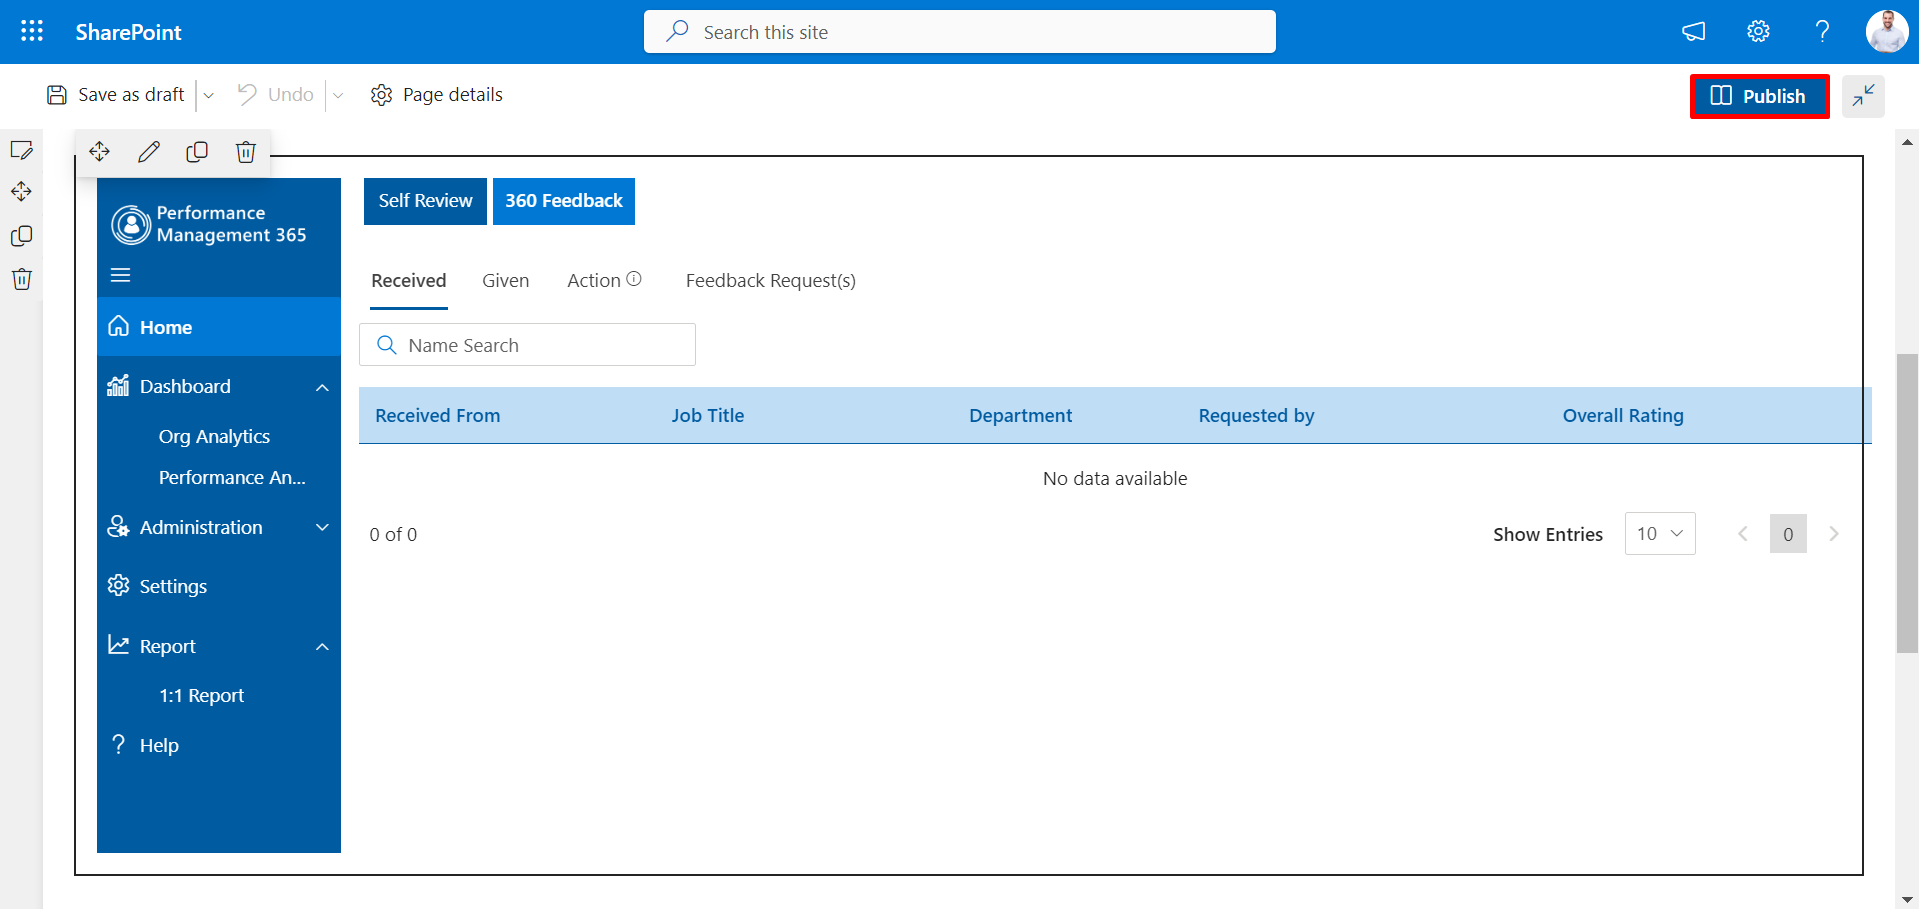 SharePoint
Search this site
Save as draft
Undo
Page details
Publish
Performance
Management 365
Self Review
360 Feedback
Received
Given
Action
Feedback Request(s)
Name Search
Home
Dashboard
Org Analytics
Performance An...
Administration
Settings
Report
1:1 Report
Help
Received From
Job Title
Department
Requested by
Overall Rating
No data available
0 of 0
Show Entries
10
0